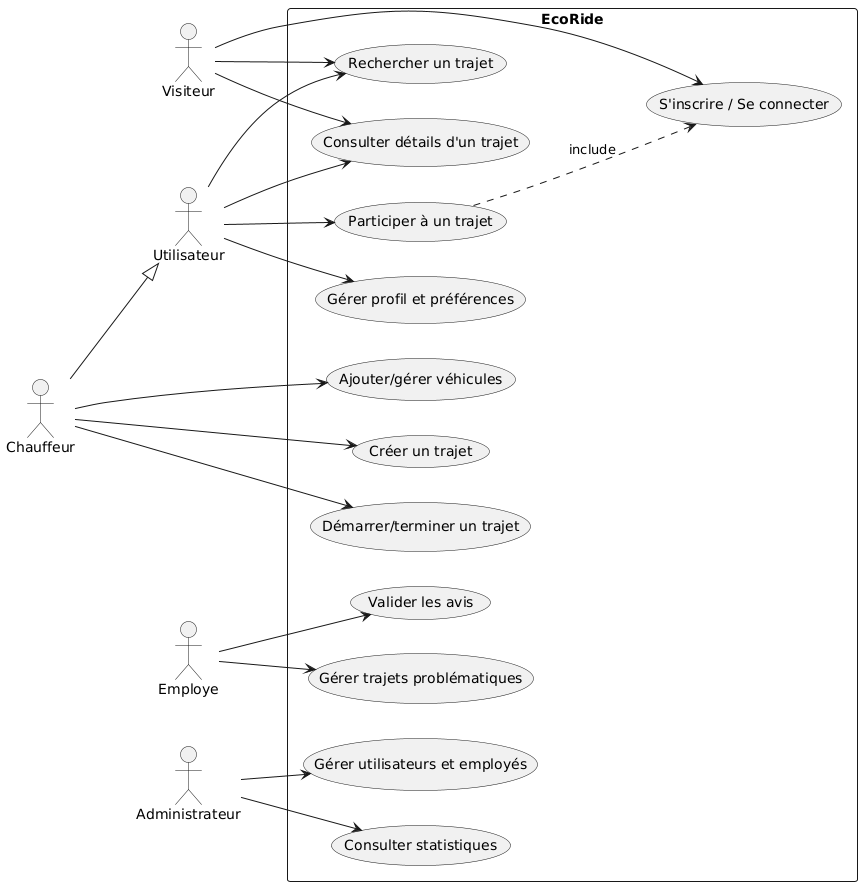 EcoRide
Visiteur
Rechercher un trajet
S'inscrire / Se connecter
Consulter détails d'un trajet
include
Participer à un trajet
Utilisateur
Gérer profil et préférences
Ajouter/gérer véhicules
Chauffeur
Créer un trajet
Démarrer/terminer un trajet
Valider les avis
Employe
Gérer trajets problématiques
Gérer utilisateurs et employés
Administrateur
Consulter statistiques